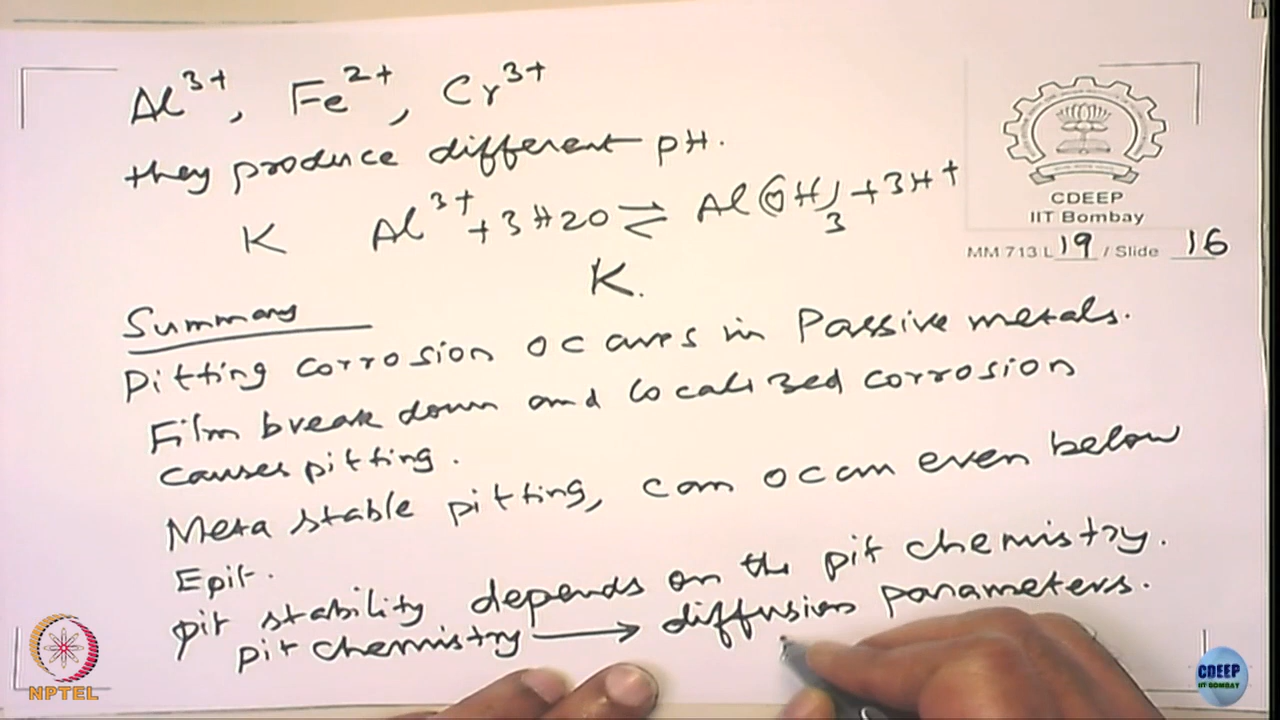 Al³⁺, Fe²⁺, Cr³⁺
they produce different pH.
K Al³⁺ + 3H2O ⇌ Al(OH)₃ + 3H⁺
K.
CDEEP
IIT Bombay
MM 713 L 19 / Slide 16
Summary
Pitting corrosion occurs in Passive metals.
Film break down and localized corrosion
causes pitting.
Meta stable pitting, can occur even below
Epit.
pit stability depends on the pit chemistry.
pit chemistry → diffusion parameters.
NPTEL
CDEEP
IIT BOMBAY